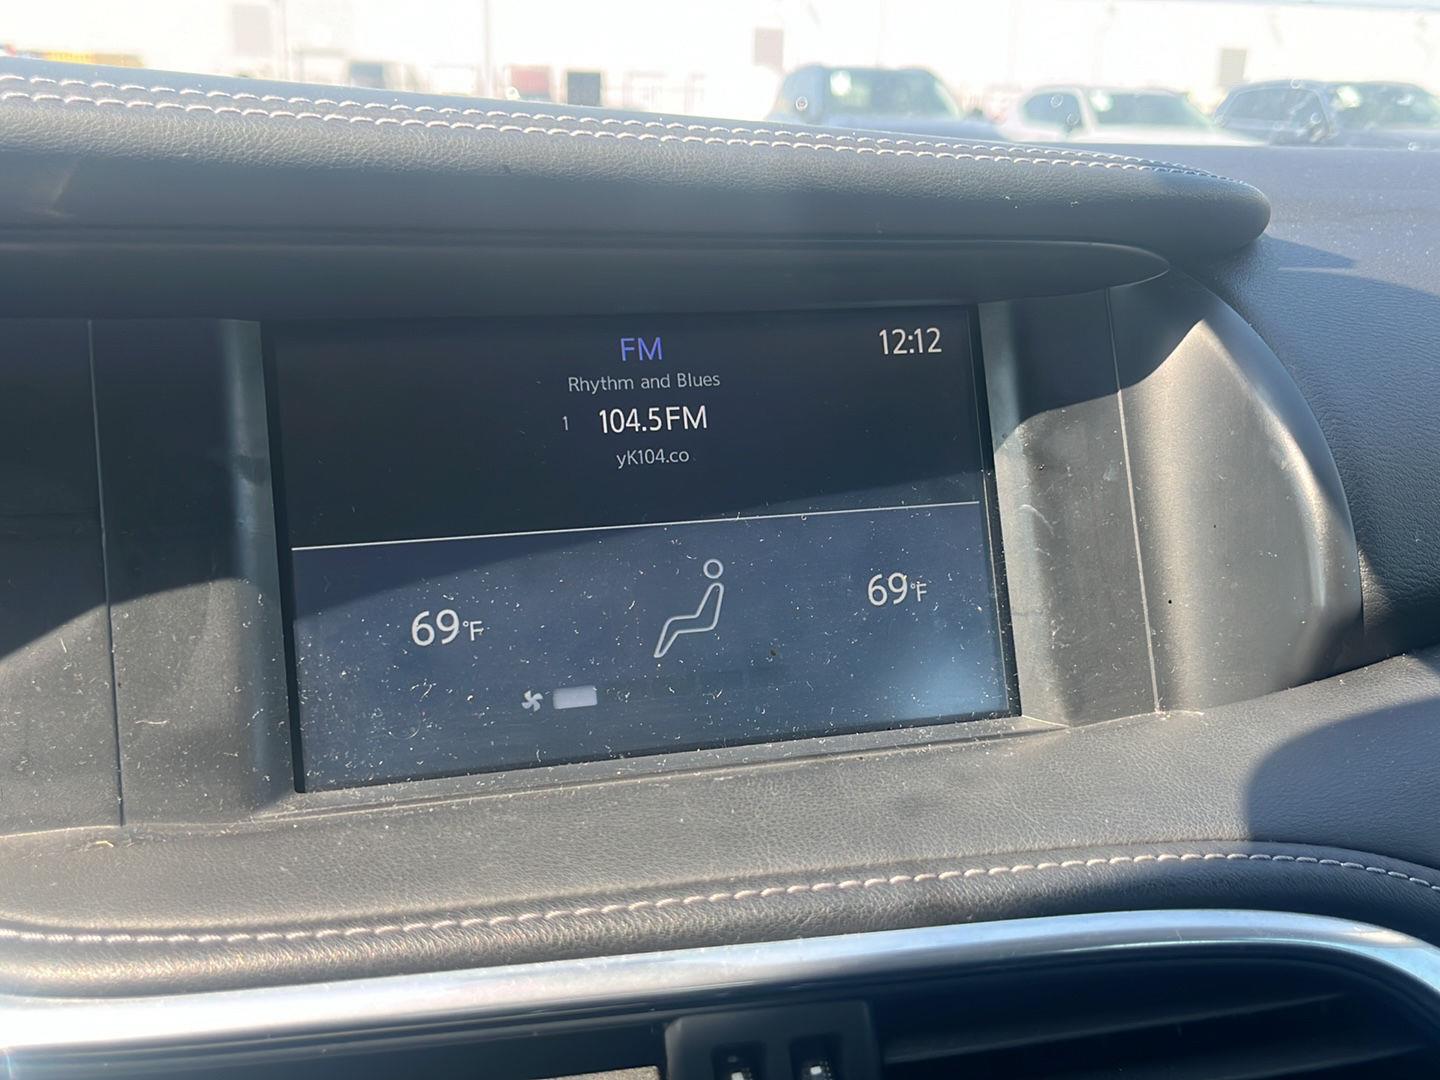 FM
12:12
Rhythm and Blues
1 104.5FM
yK104.co
69°F
69°F